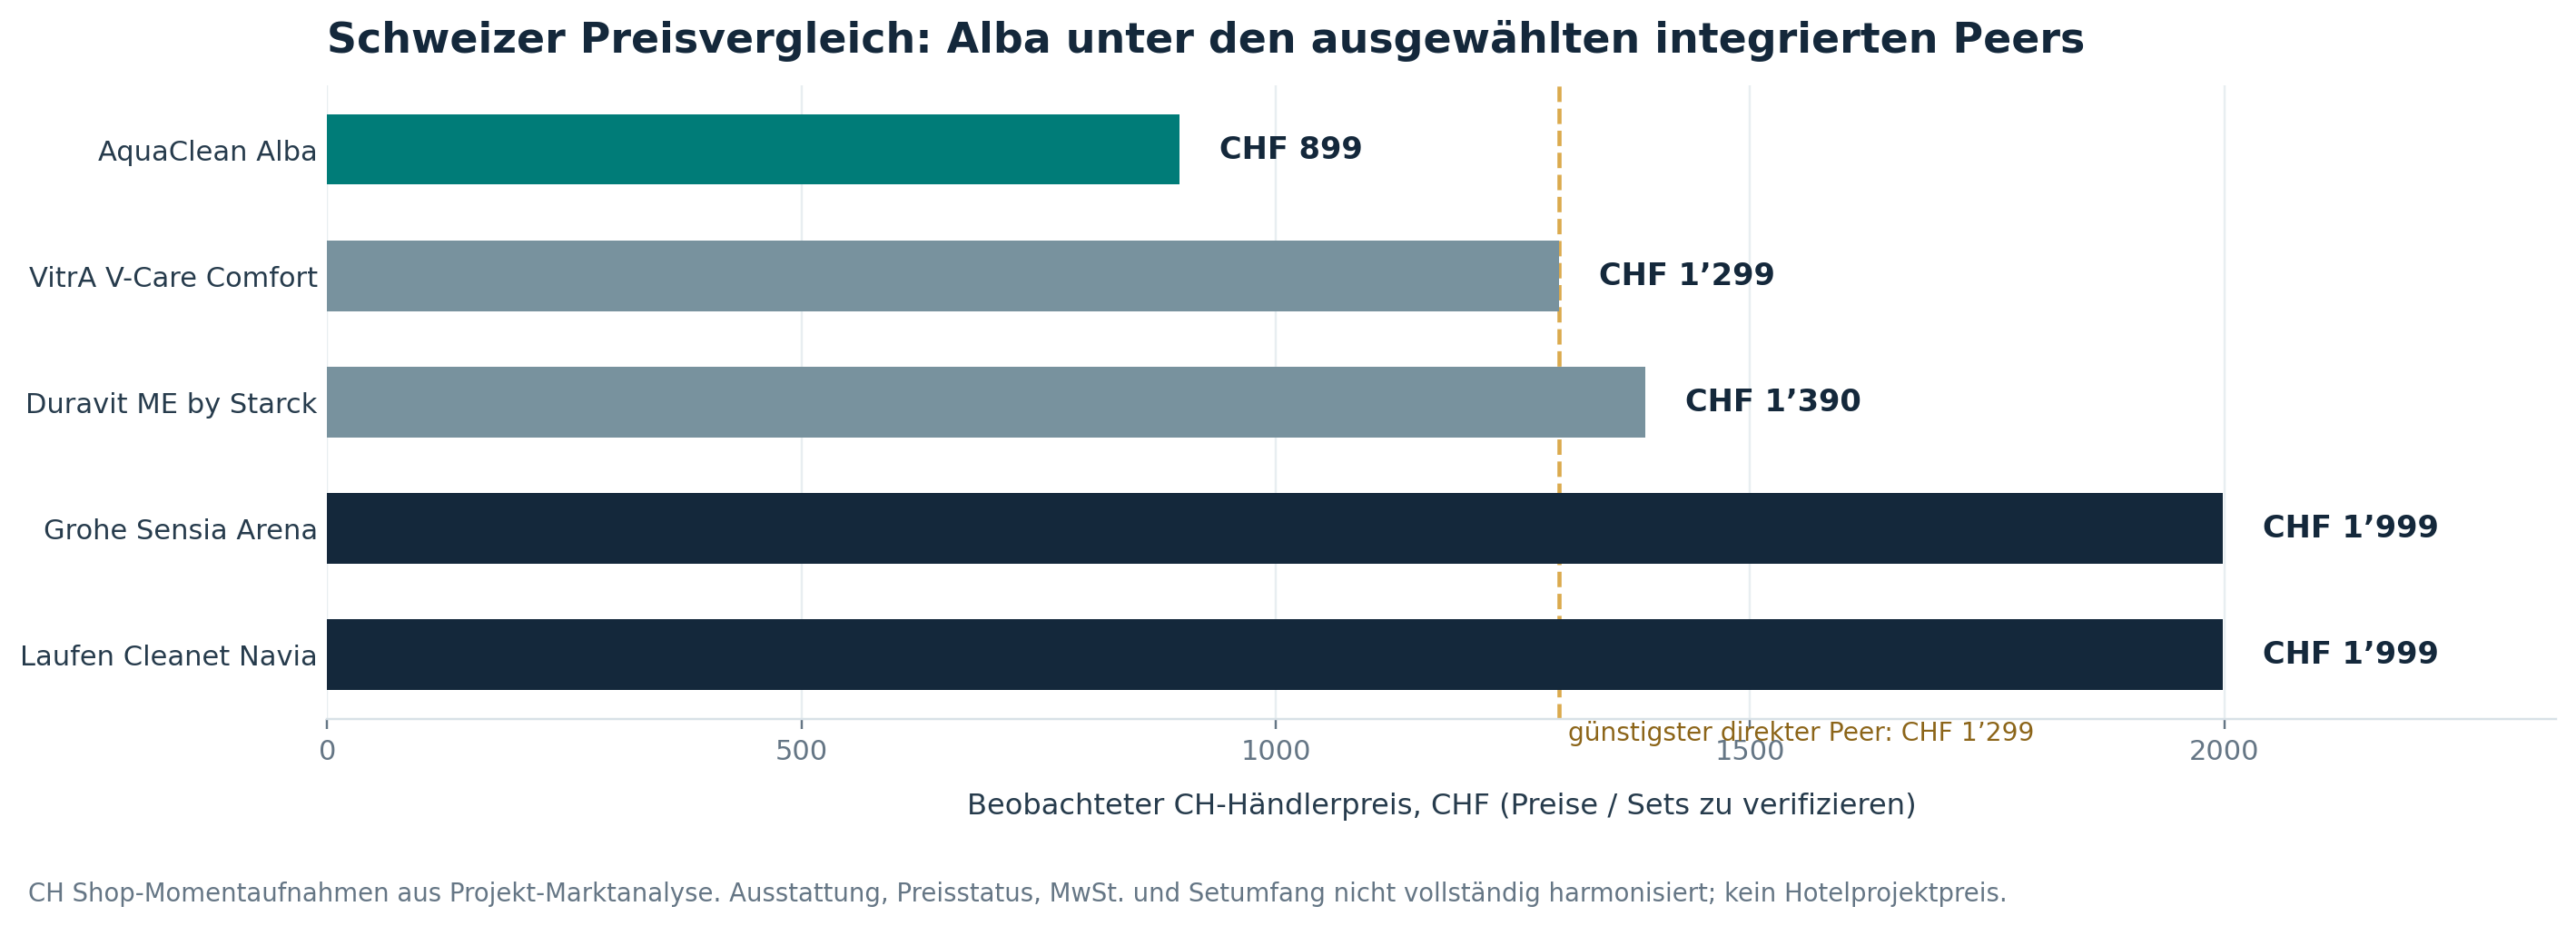 Schweizer Preisvergleich: Alba unter den ausgewählten integrierten Peers
AquaClean Alba
CHF 899
VitrA V-Care Comfort
CHF 1’299
Duravit ME by Starck
CHF 1’390
Grohe Sensia Arena
CHF 1’999
Laufen Cleanet Navia
CHF 1’999
günstigster direkter Peer: CHF 1’299
0 500 1000 1500 2000
Beobachteter CH-Händlerpreis, CHF (Preise / Sets zu verifizieren)
CH Shop-Momentaufnahmen aus Projekt-Marktanalyse. Ausstattung, Preisstatus, MwSt. und Setumfang nicht vollständig harmonisiert; kein Hotelprojektpreis.